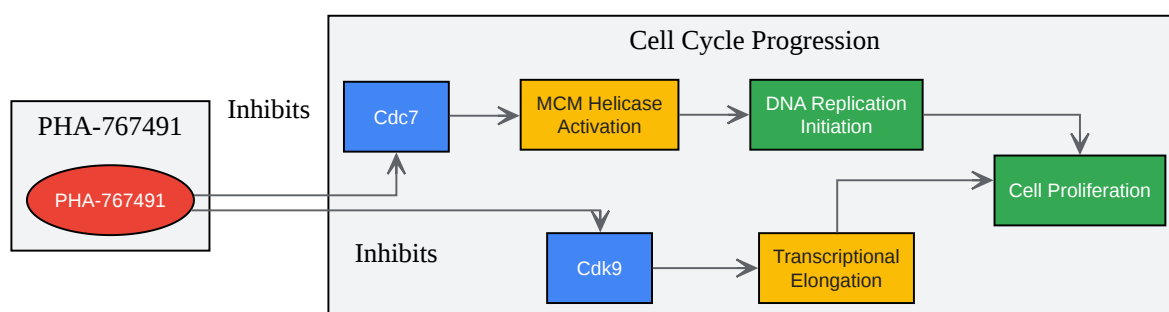 Cell Cycle Progression
PHA-767491
PHA-767491
Inhibits
Cdc7
MCM Helicase
Activation
DNA Replication
Initiation
Cell Proliferation
Inhibits
Cdk9
Transcriptional
Elongation